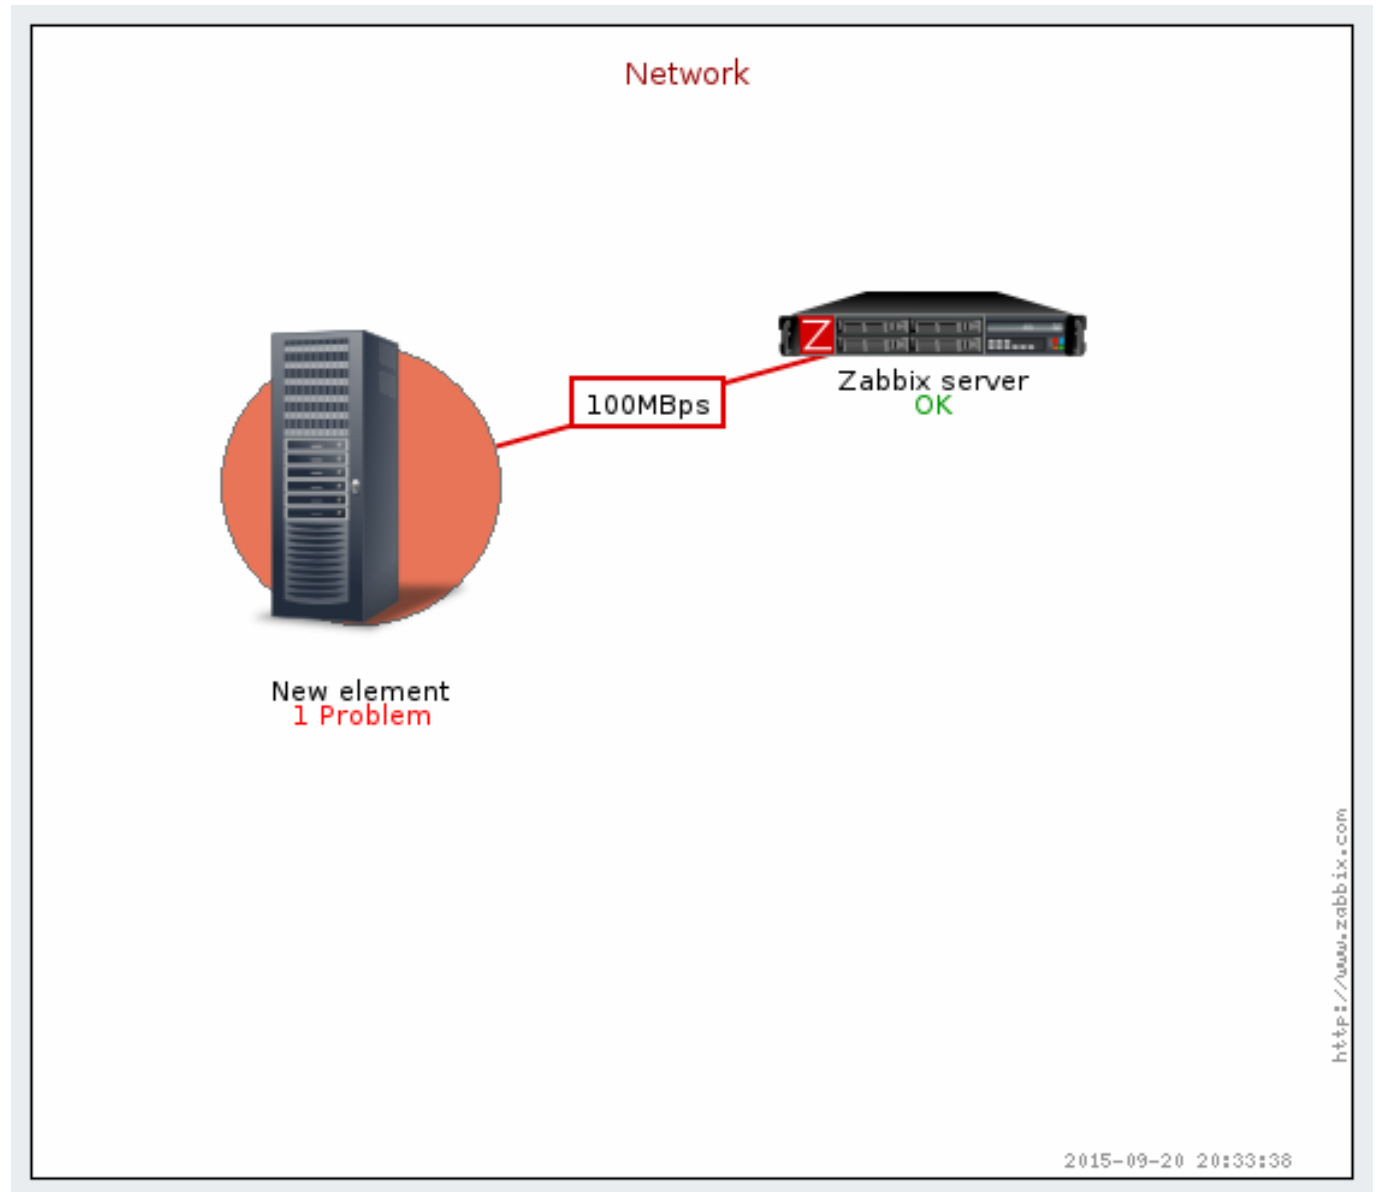 Network
Z
Zabbix server
OK
100MBps
New element
1 Problem
http://www.zabbix.com
2015-09-20 20:33:38